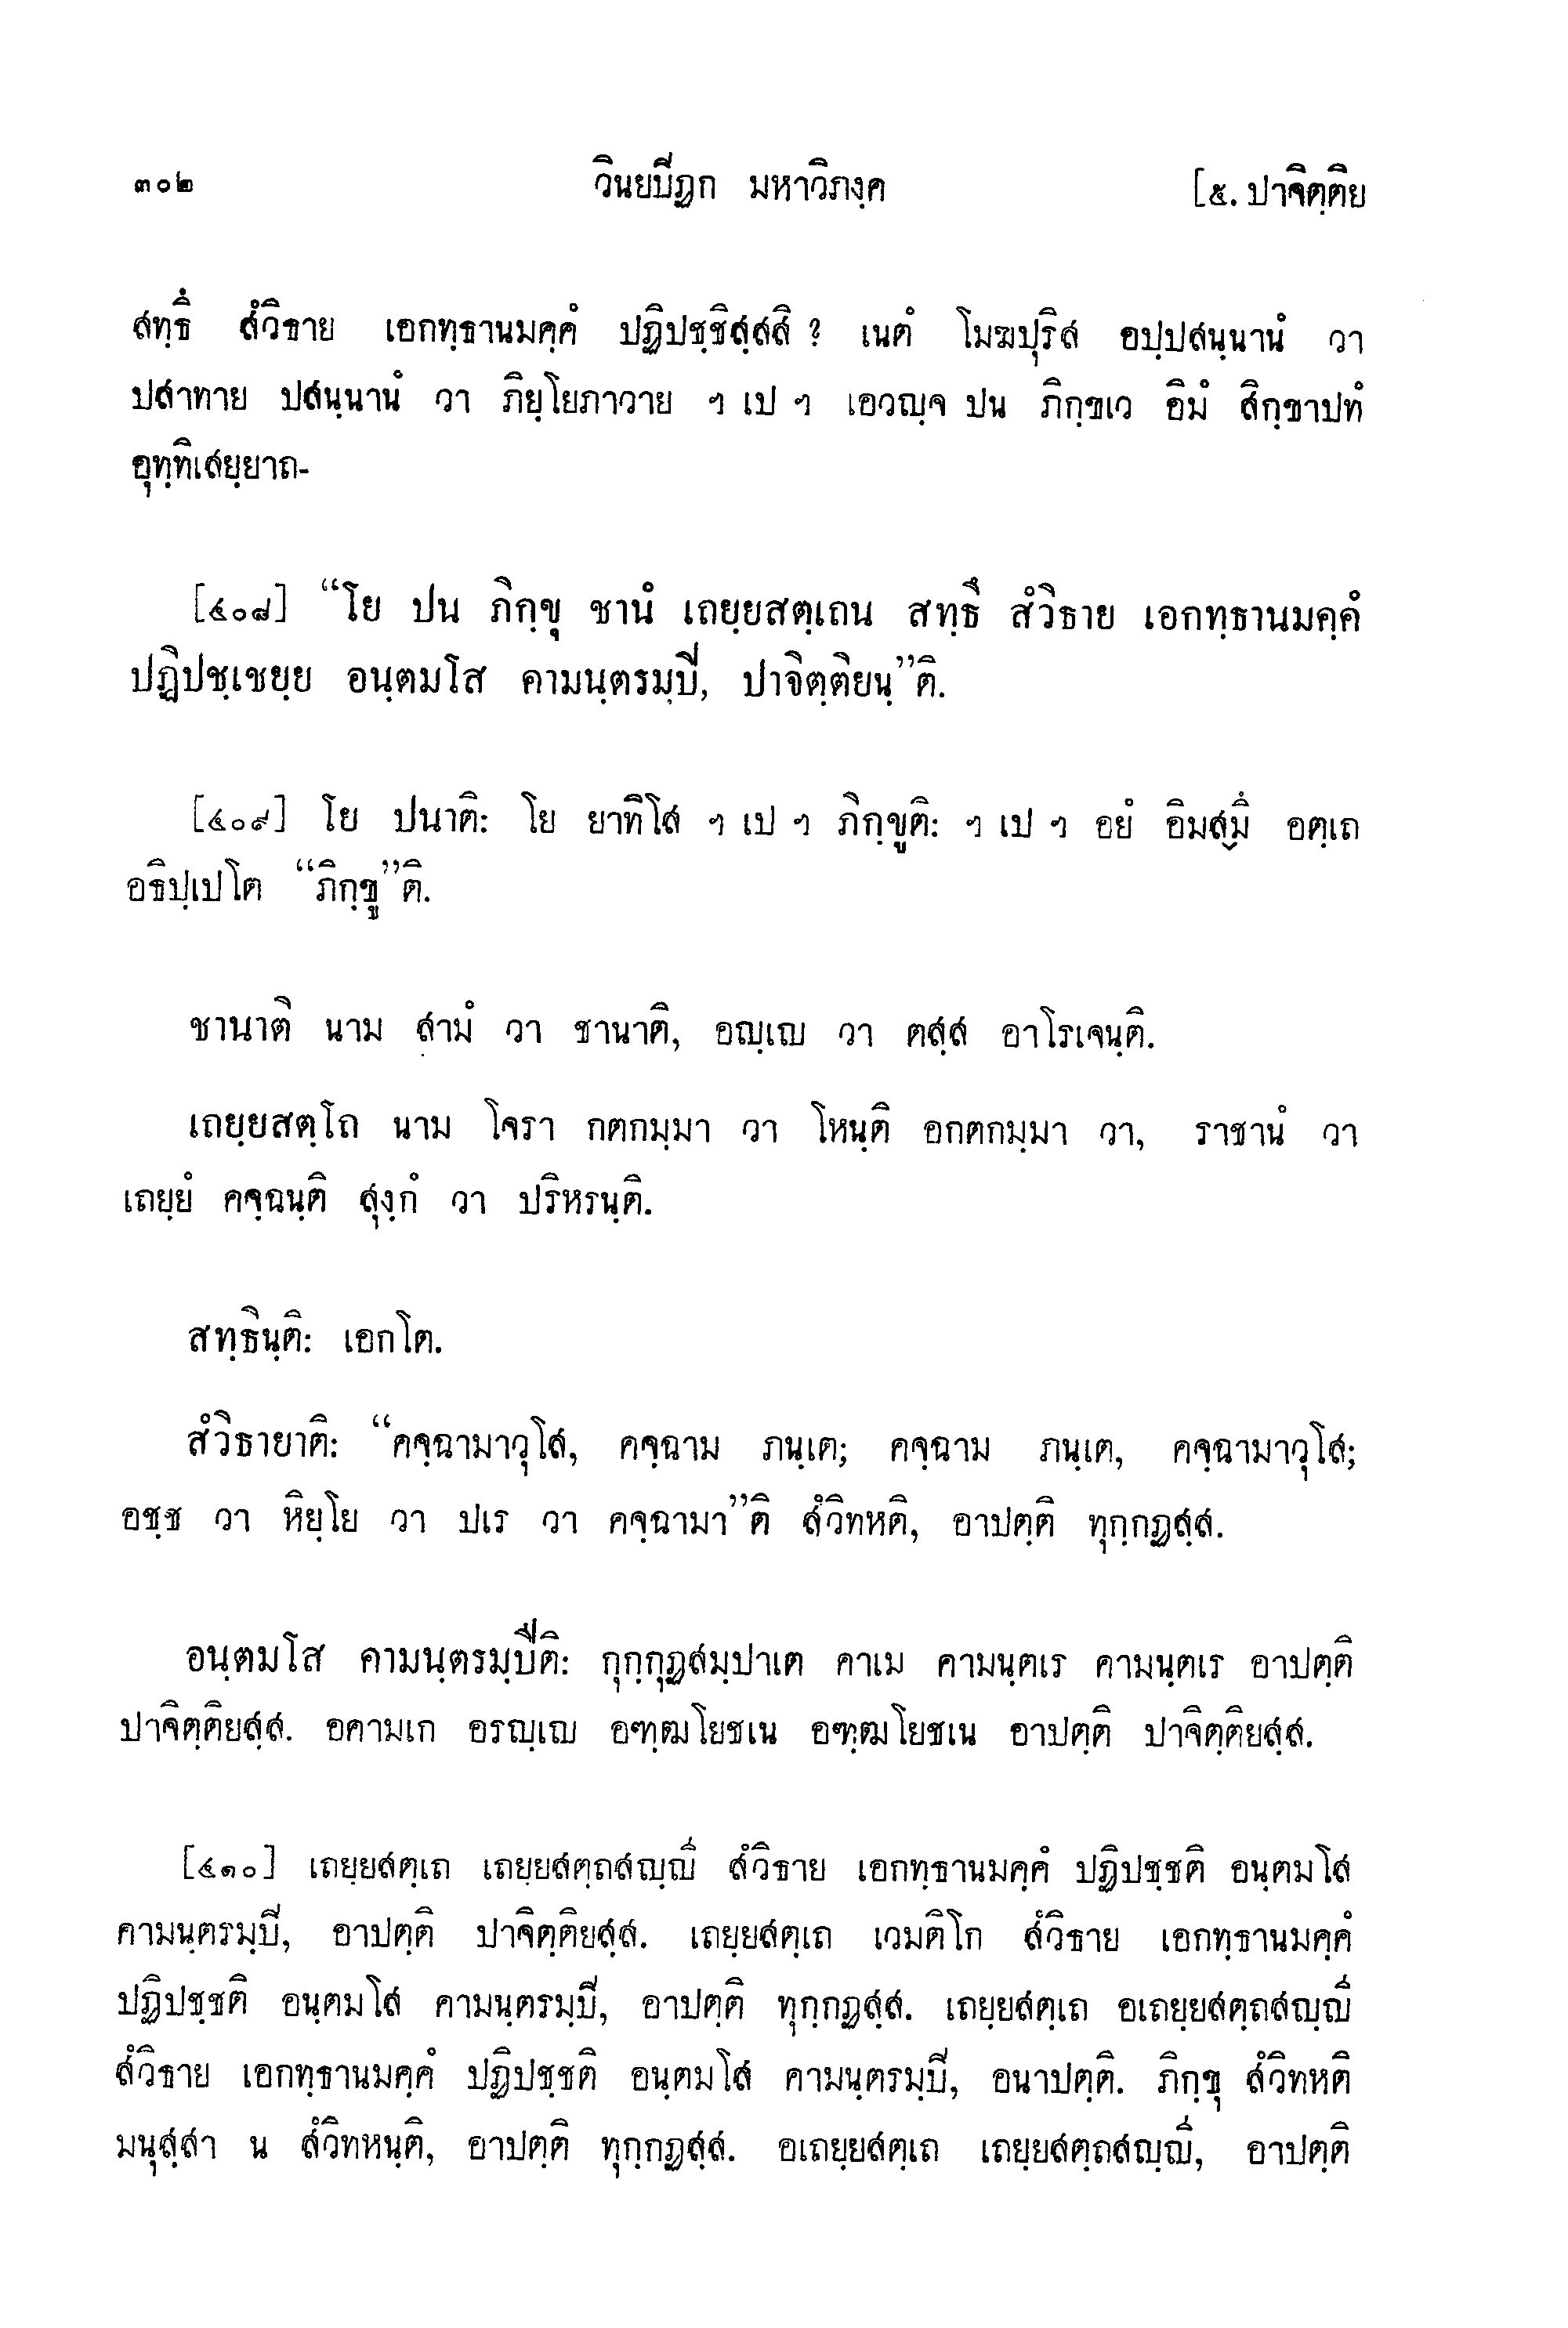 ๓๐๒ วินยปิฏก มหาวิภงฺค [๕. ปาจิตฺติย
สทฺธิํ สํวิธาย เอกทฺธานมคฺคํ ปฏิปชฺชิสฺสสิ ? เนตํ โมฆปุริส อปฺปสนฺนานํ วา
ปสาทาย ปสนฺนานํ วา ภิยฺโยภาวาย ฯ เป ฯ เอวญฺจ ปน ภิกฺขเว อิมํ สิกฺขาปทํ
อุทฺทิเสยฺยาถ-
[๔๐๘] “โย ปน ภิกฺขุ ชานํ เถยฺยสตฺเถน สทฺธิํ สํวิธาย เอกทฺธานมคฺคํ
ปฏิปชฺเชยฺย อนฺตมโส คามนฺตรมฺปิ, ปาจิตฺติยนฺ”ติ.
[๔๐๙] โย ปนาติ: โย ยาทิโส ฯ เป ฯ ภิกฺขูติ: ฯ เป ฯ อยํ อิมสฺมิํ อตฺเถ
อธิปฺเปโต “ภิกฺขู”ติ.
ชานาติ นาม สามํ วา ชานาติ, อญฺเญ วา ตสฺส อาโรเจนฺติ.
เถยฺยสตฺโถ นาม โจรา กตกมฺมา วา โหนฺติ อกตกมฺมา วา, ราชานํ วา
เถยฺยํ คจฺฉนฺติ สุงฺกํ วา ปริหรนฺติ.
สทฺธินฺติ: เอกโต.
สํวิธายาติ: “คจฺฉามาวุโส, คจฺฉาม ภนฺเต; คจฺฉาม ภนฺเต, คจฺฉามาวุโส;
อชฺช วา หิยฺโย วา ปเร วา คจฺฉามา”ติ สํวิทหติ, อาปตฺติ ทุกฺกฏสฺส.
อนฺตมโส คามนฺตรมฺปีติ: กุกฺกุฏสมฺปาเต คาเม คามนฺตเร คามนฺตเร อาปตฺติ
ปาจิตฺติยสฺส. อคามเก อรญฺเญ อฑฺฒโยชเน อฑฺฒโยชเน อาปตฺติ ปาจิตฺติยสฺส.
[๔๑๐] เถยฺยสตฺเถ เถยฺยสตฺถสญฺญี สํวิธาย เอกทฺธานมคฺคํ ปฏิปชฺชติ อนฺตมโส
คามนฺตรมฺปิ, อาปตฺติ ปาจิตฺติยสฺส. เถยฺยสตฺเถ เวมติโก สํวิธาย เอกทฺธานมคฺคํ
ปฏิปชฺชติ อนฺตมโส คามนฺตรมฺปิ, อาปตฺติ ทุกฺกฏสฺส. เถยฺยสตฺเถ อเถยฺยสตฺถสญฺญี
สํวิธาย เอกทฺธานมคฺคํ ปฏิปชฺชติ อนฺตมโส คามนฺตรมฺปิ, อนาปตฺติ. ภิกฺขุ สํวิทหติ
มนุสฺสา น สํวิทหนฺติ, อาปตฺติ ทุกฺกฏสฺส. อเถยฺยสตฺเถ เถยฺยสตฺถสญฺญี, อาปตฺติ